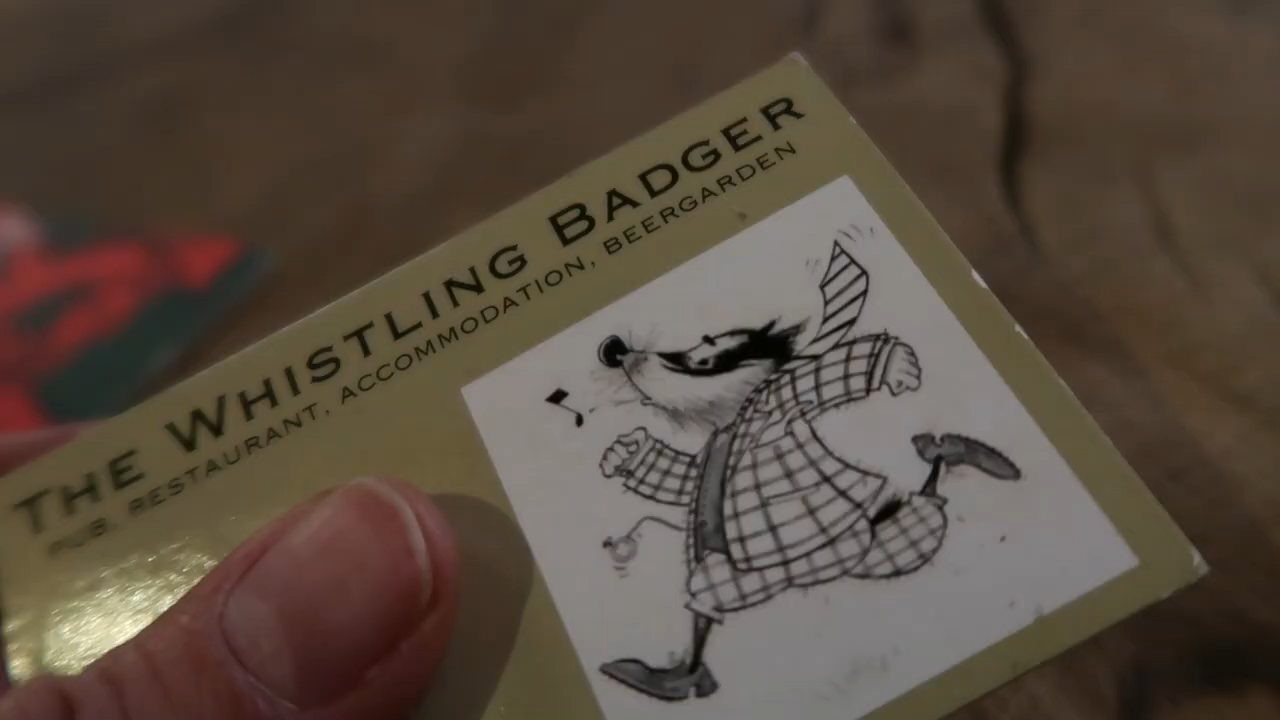 THE WHISTLING BADGER
PUB, RESTAURANT, ACCOMMODATION, BEERGARDEN